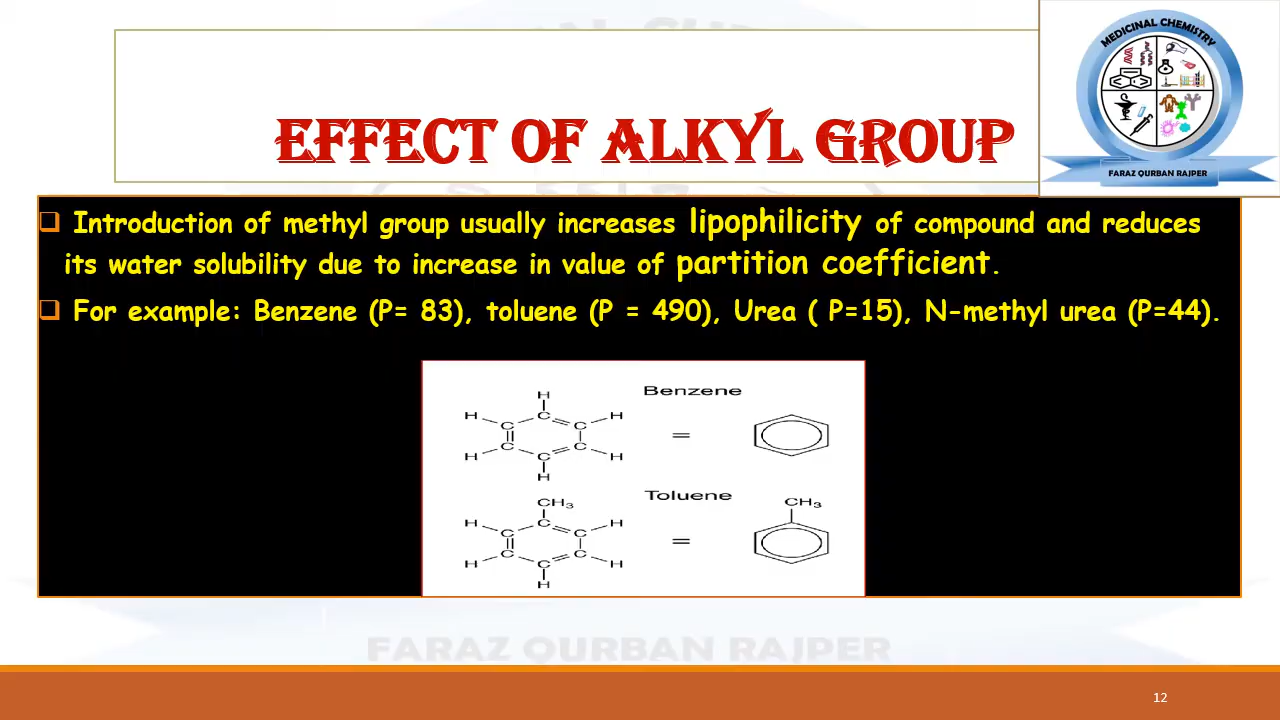 MEDICINAL CHEMISTRY
FARAZ QURBAN RAJPER
EFFECT OF ALKYL GROUP
❑ Introduction of methyl group usually increases lipophilicity of compound and reduces
its water solubility due to increase in value of partition coefficient.
❑ For example: Benzene (P= 83), toluene (P = 490), Urea ( P=15), N-methyl urea (P=44).
Benzene
H
H C H
C C
=
C C
H C H
H
Toluene
CH3 CH3
H C H
C C
=
C C
H C H
H
FARAZ QURBAN RAJPER
12